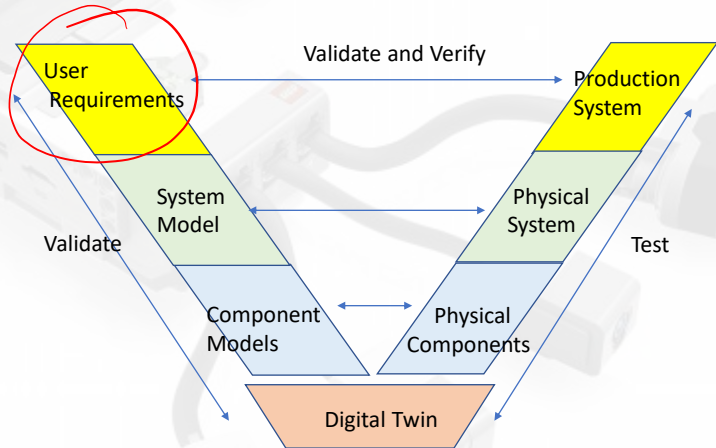 Validate and Verify
User
Requirements
Production
System
System
Model
Physical
System
Validate
Test
Component
Models
Physical
Components
Digital Twin